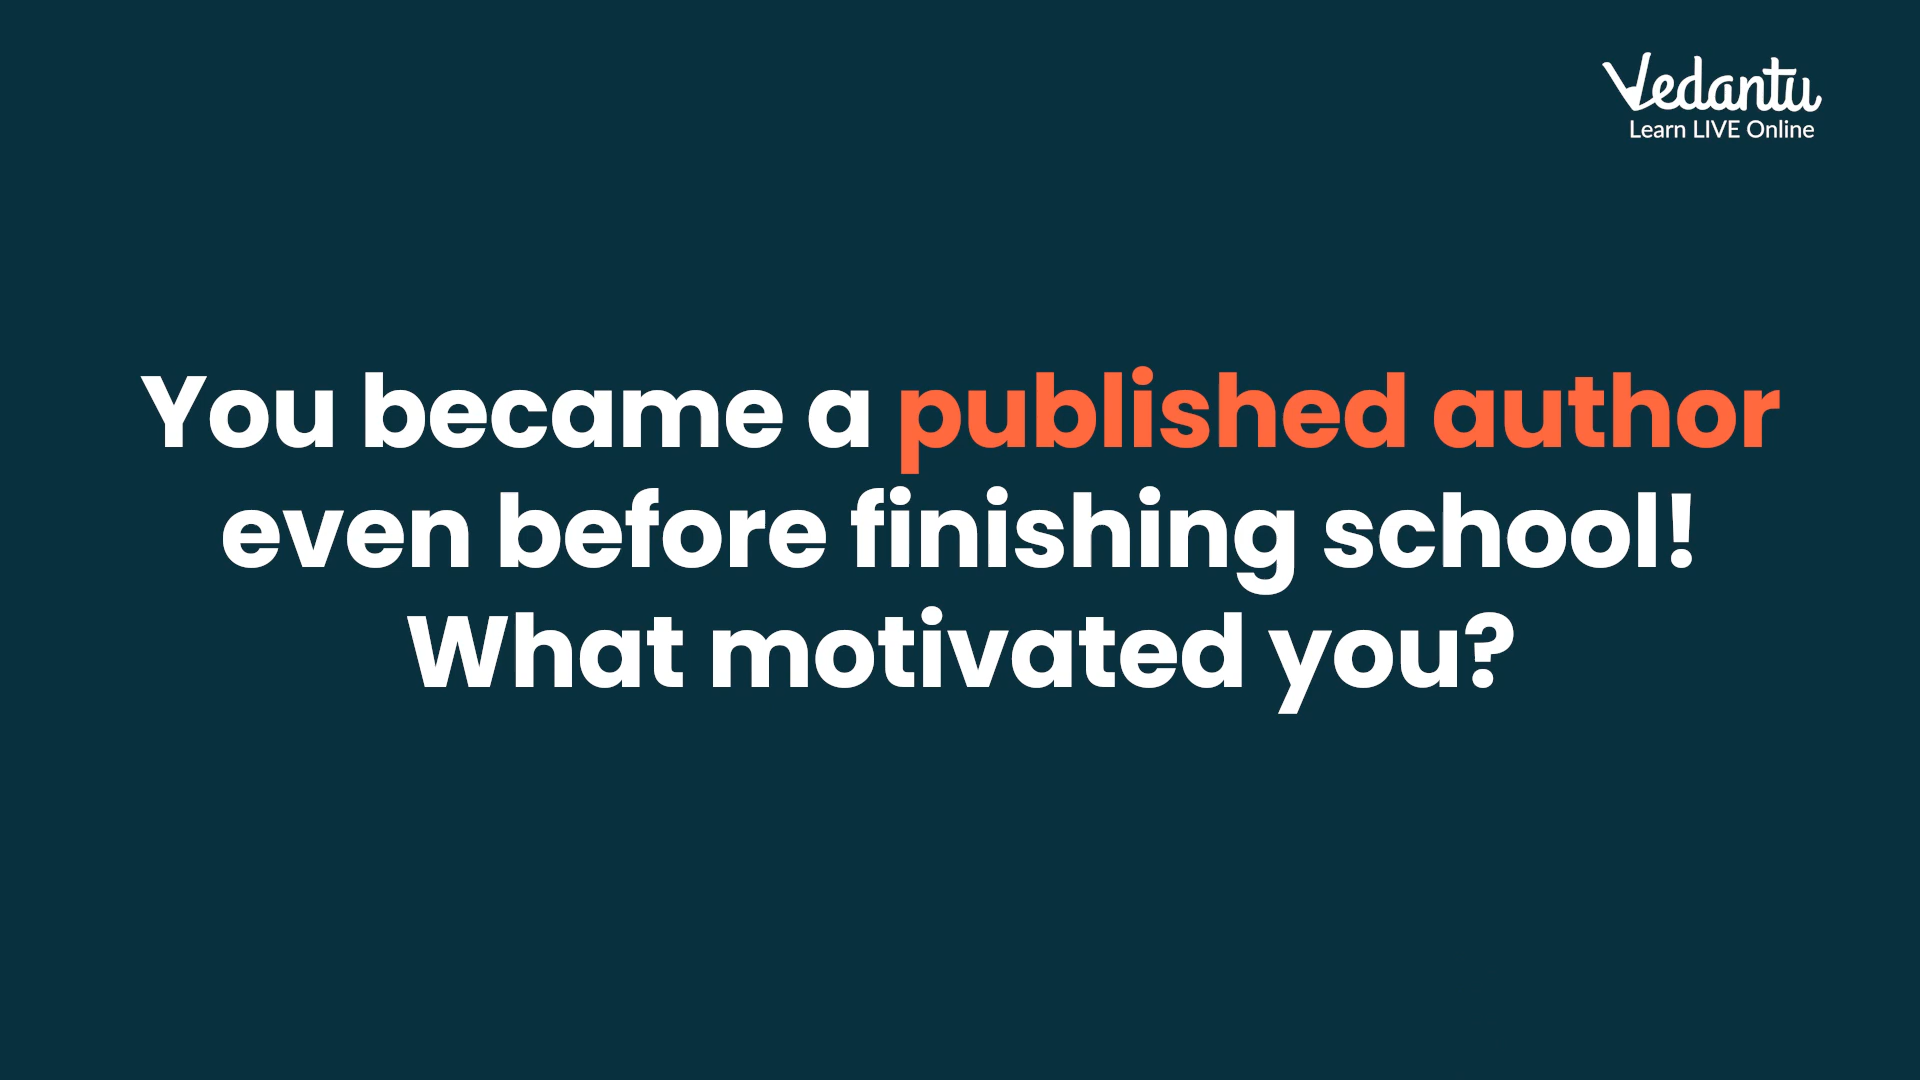 Vedantu
Learn LIVE Online
You became a published author
even before finishing school!
What motivated you?